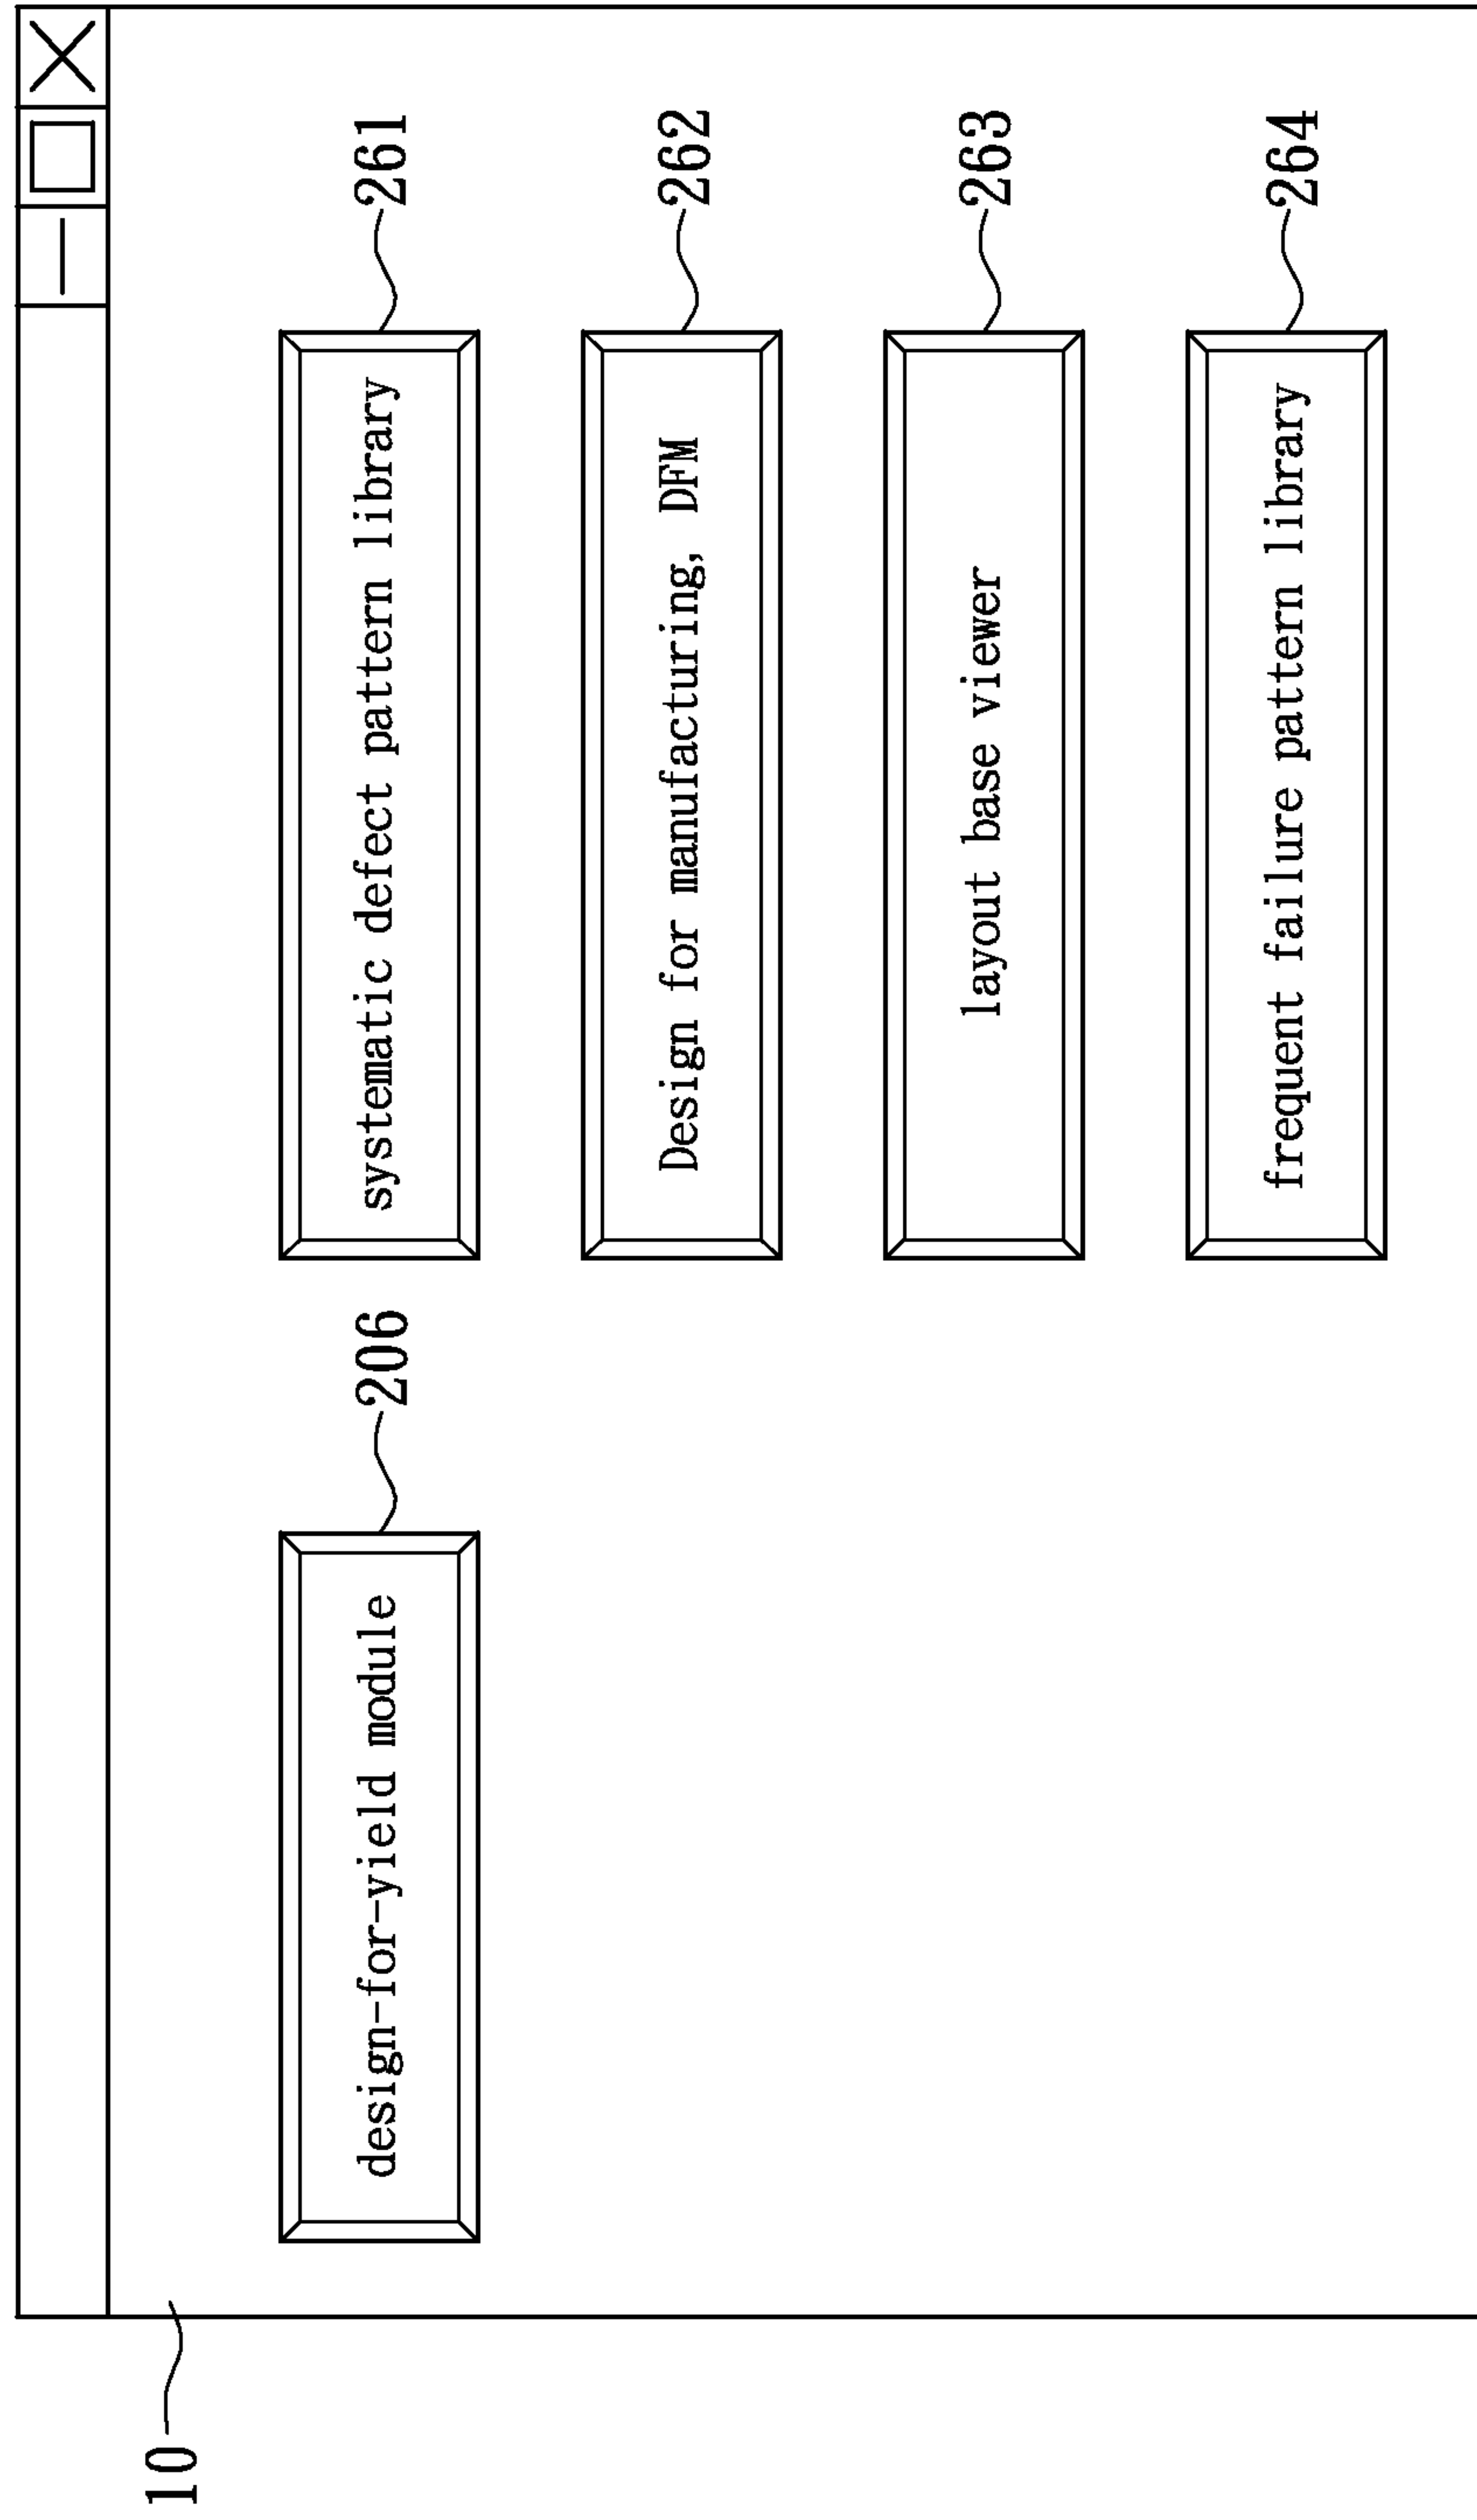 10
design-for-yield module
206
systematic defect pattern library
261
Design for manufacturing, DFM
262
layout base viewer
263
frequent failure pattern library
264